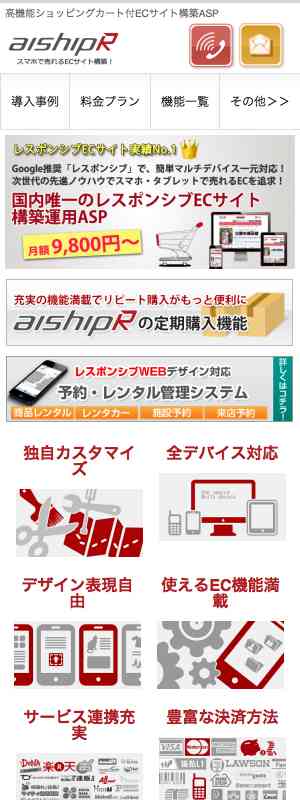 高機能ショッピングカート付ECサイト構築ASP
aishipR
スマホで売れるECサイト構築！
導入事例
料金プラン
機能一覧
その他＞＞
レスポンシブECサイト実績No.1
Google推奨「レスポンシブ」で、簡単マルチデバイス一元対応！
次世代の先進ノウハウでスマホ・タブレットで売れるECを追求！
国内唯一のレスポンシブECサイト
構築運用ASP
月額9,800円〜
充実の機能満載でリピート購入がもっと便利に
aishipRの定期購入機能
レスポンシブWEBデザイン対応
予約・レンタル管理システム
商品レンタル
レンタカー
施設予約
来店予約
詳しくはコチラ！
独自カスタマイ
ズ
全デバイス対応
デザイン表現自
由
使えるEC機能満
載
サービス連携充
実
豊富な決済方法
DeNA
楽天
VISA
後払い
LAWSON